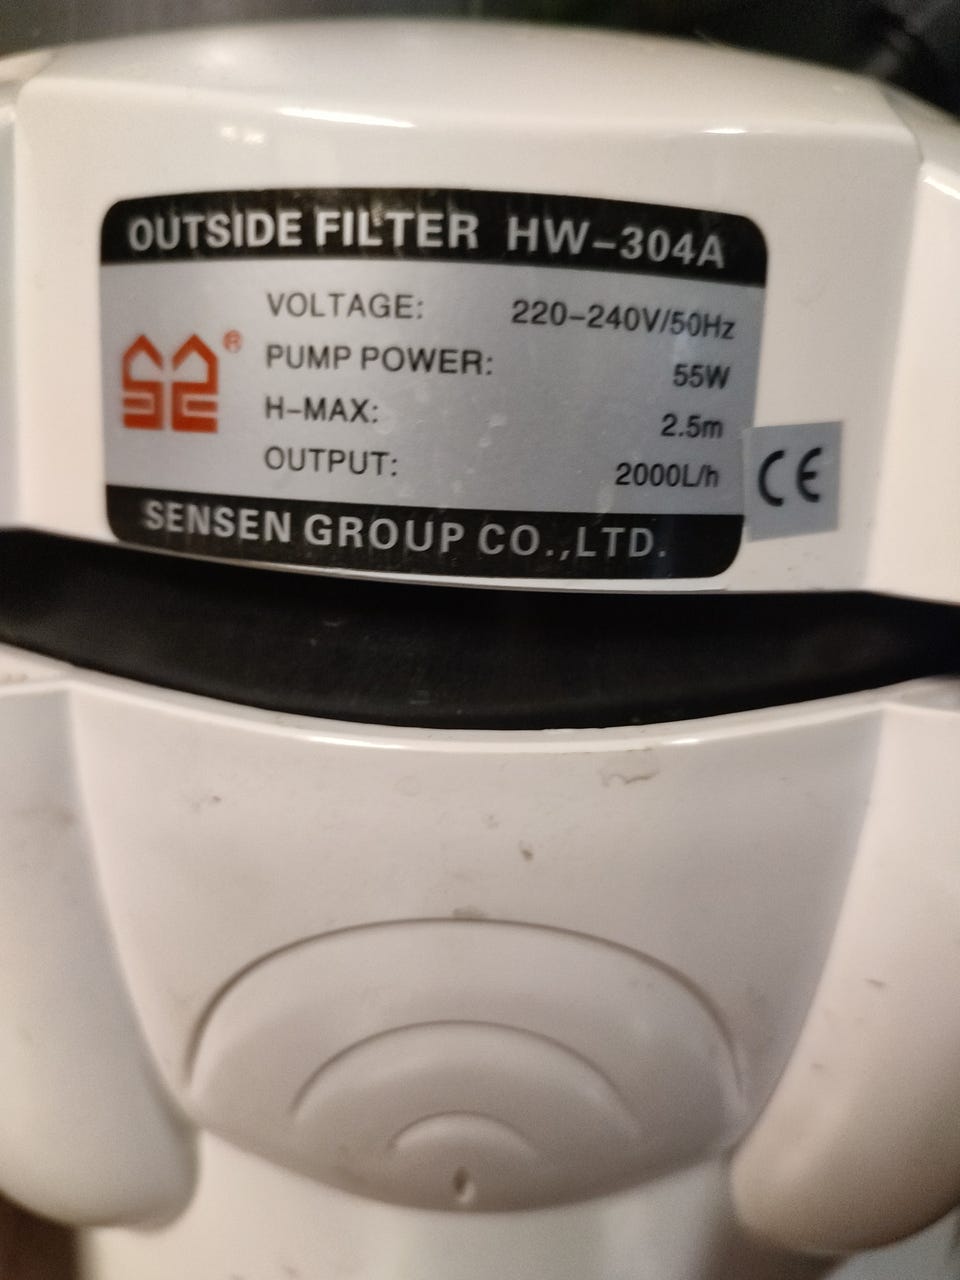 OUTSIDE FILTER HW-304A
®
VOLTAGE: 220-240V/50Hz
PUMP POWER: 55W
H-MAX: 2.5m
OUTPUT: 2000L/h
CE
SENSEN GROUP CO.,LTD.